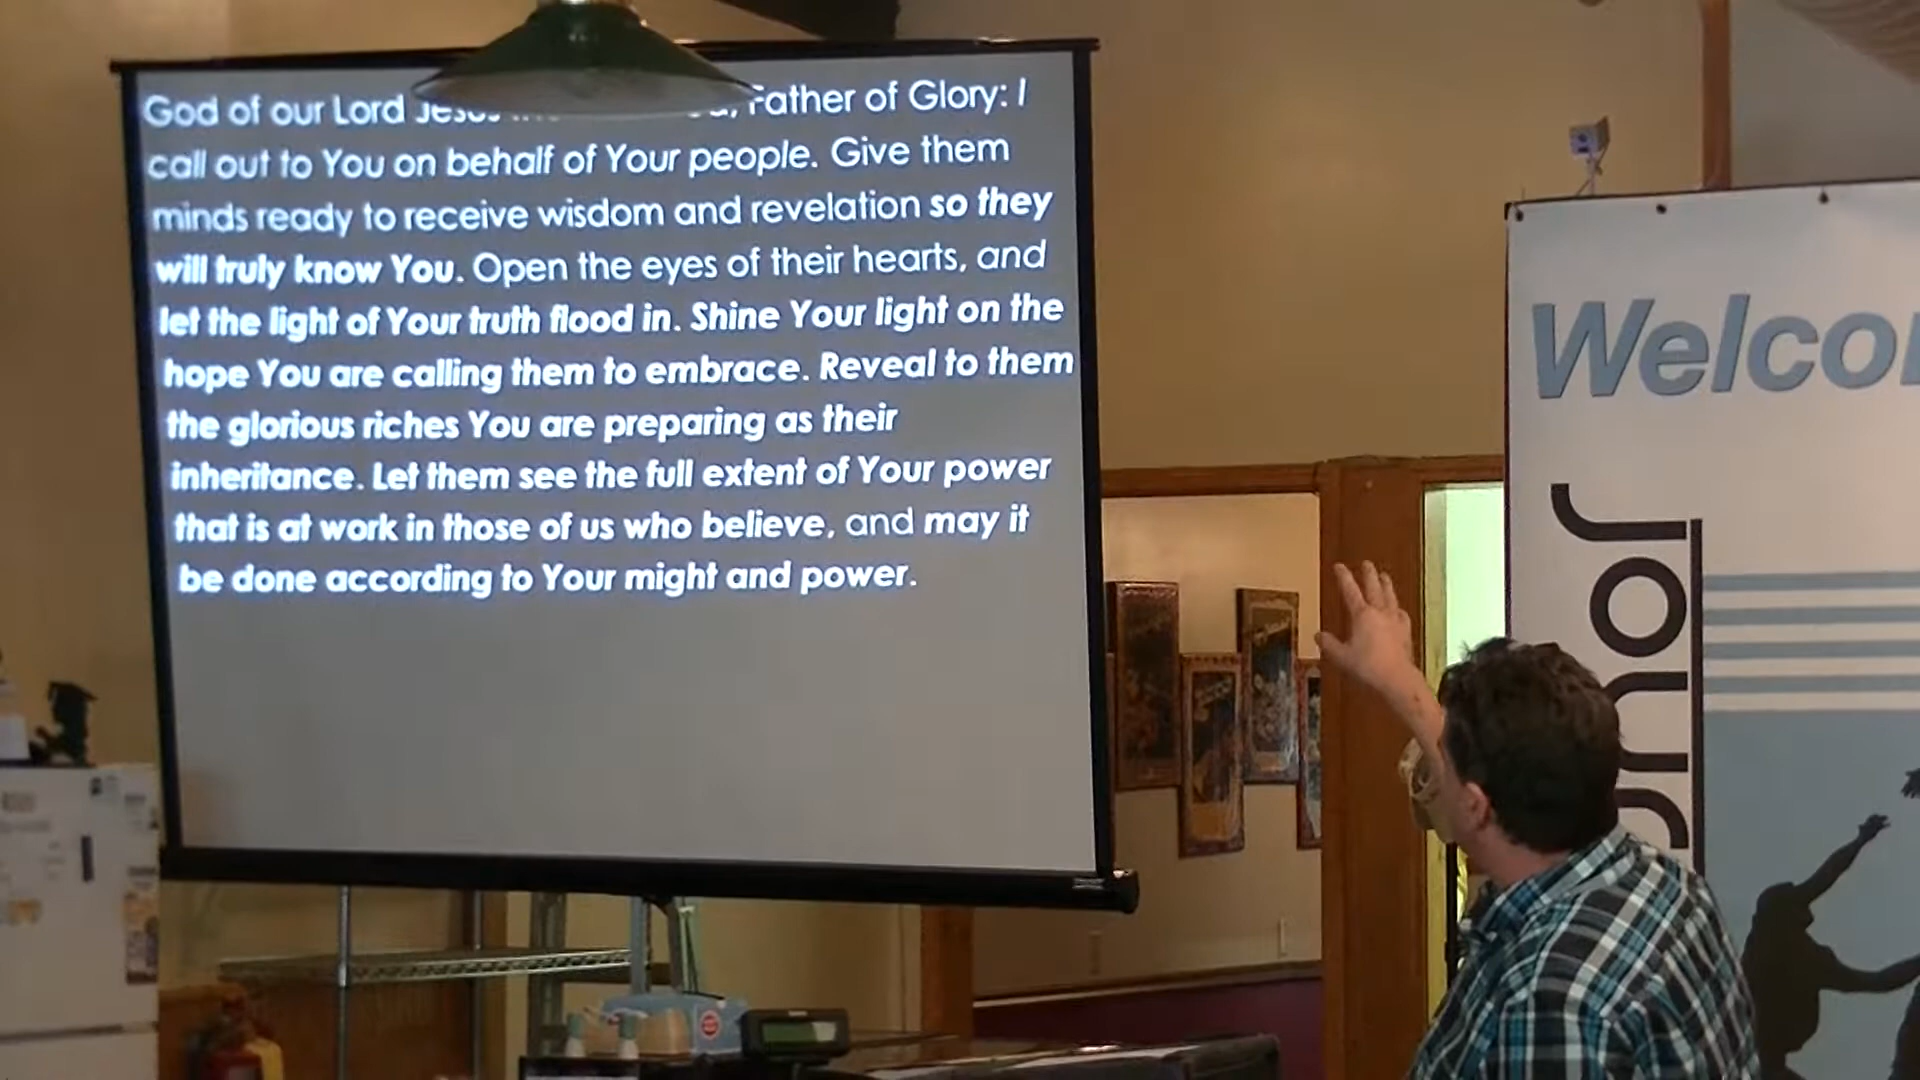 God of our Lord Jesus Father of Glory: I
call out to You on behalf of Your people. Give them
minds ready to receive wisdom and revelation so they
will truly know You. Open the eyes of their hearts, and
let the light of Your truth flood in. Shine Your light on the
hope You are calling them to embrace. Reveal to them
the glorious riches You are preparing as their
inheritance. Let them see the full extent of Your power
that is at work in those of us who believe, and may it
be done according to Your might and power.
Welco
Jour